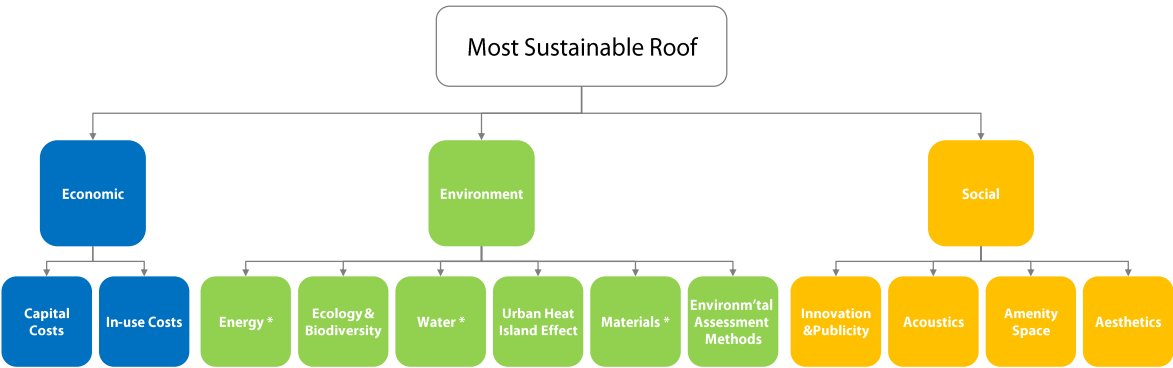 Most Sustainable Roof
Economic
Environment
Social
Capital
Costs
In-use Costs
Energy *
Ecology &
Biodiversity
Water *
Urban Heat
Island Effect
Materials *
Environm'tal
Assessment
Methods
Innovation
&Publicity
Acoustics
Amenity
Space
Aesthetics